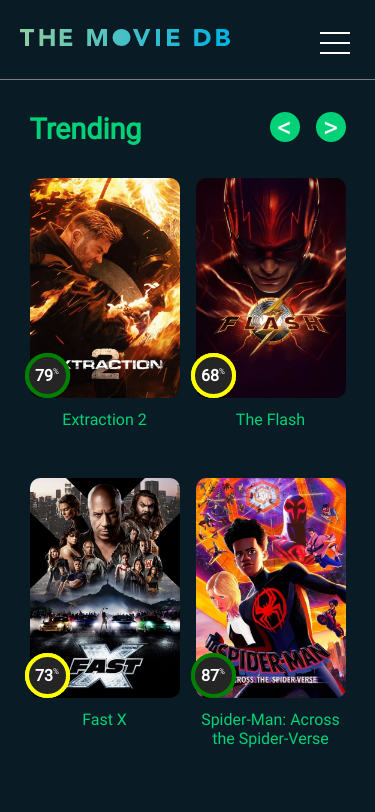 THE MOVIE DB
Trending
< >
EXTRACTION
2
79%
FLASH
68%
Extraction 2
The Flash
FAST
X
73%
SPIDER-MAN
ACROSS THE SPIDER-VERSE
87%
Fast X
Spider-Man: Across
the Spider-Verse